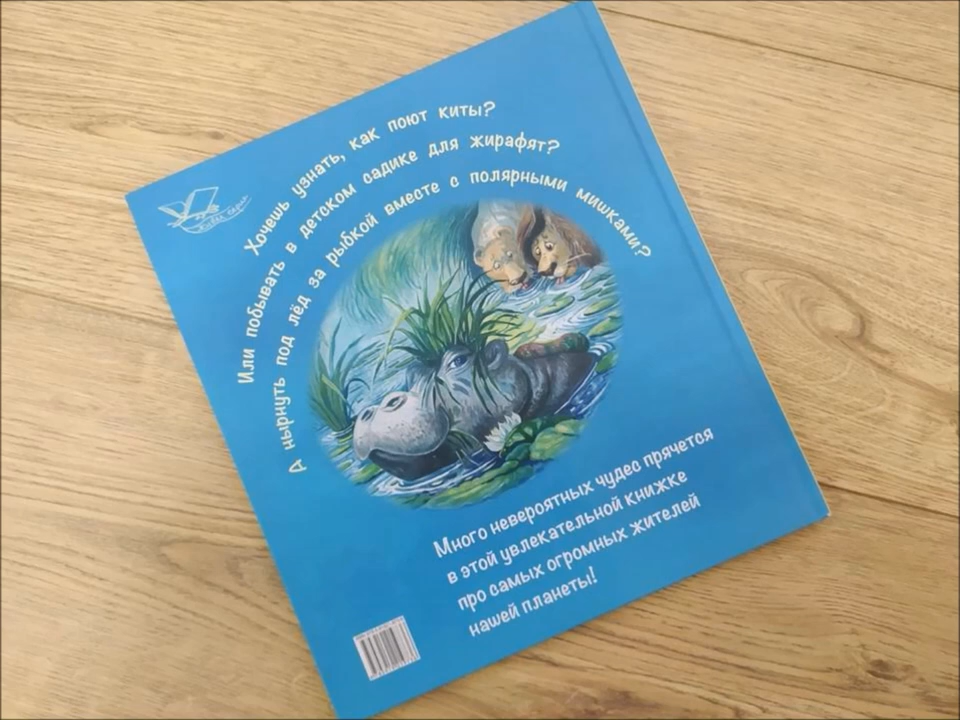 Хочешь узнать, как поют киты?
Или побывать в детском садике для жирафят?
А нырнуть под лёд за рыбкой вместе с полярными мишками?
Много невероятных чудес прячется
в этой увлекательной книжке
про самых огромных жителей
нашей планеты!